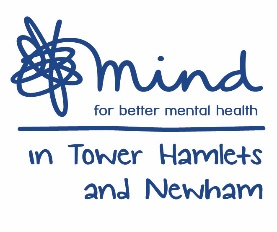 mind
for better mental health
in Tower Hamlets
and Newham